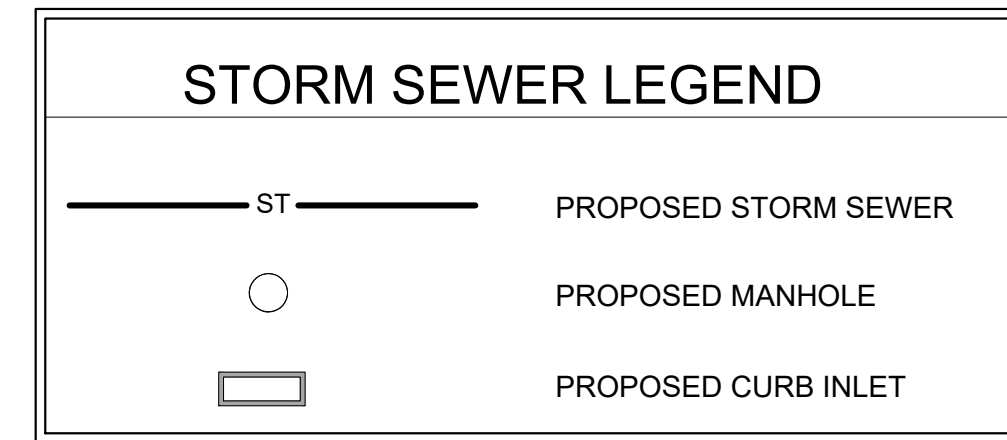 STORM SEWER LEGEND
ST PROPOSED STORM SEWER
PROPOSED MANHOLE
PROPOSED CURB INLET